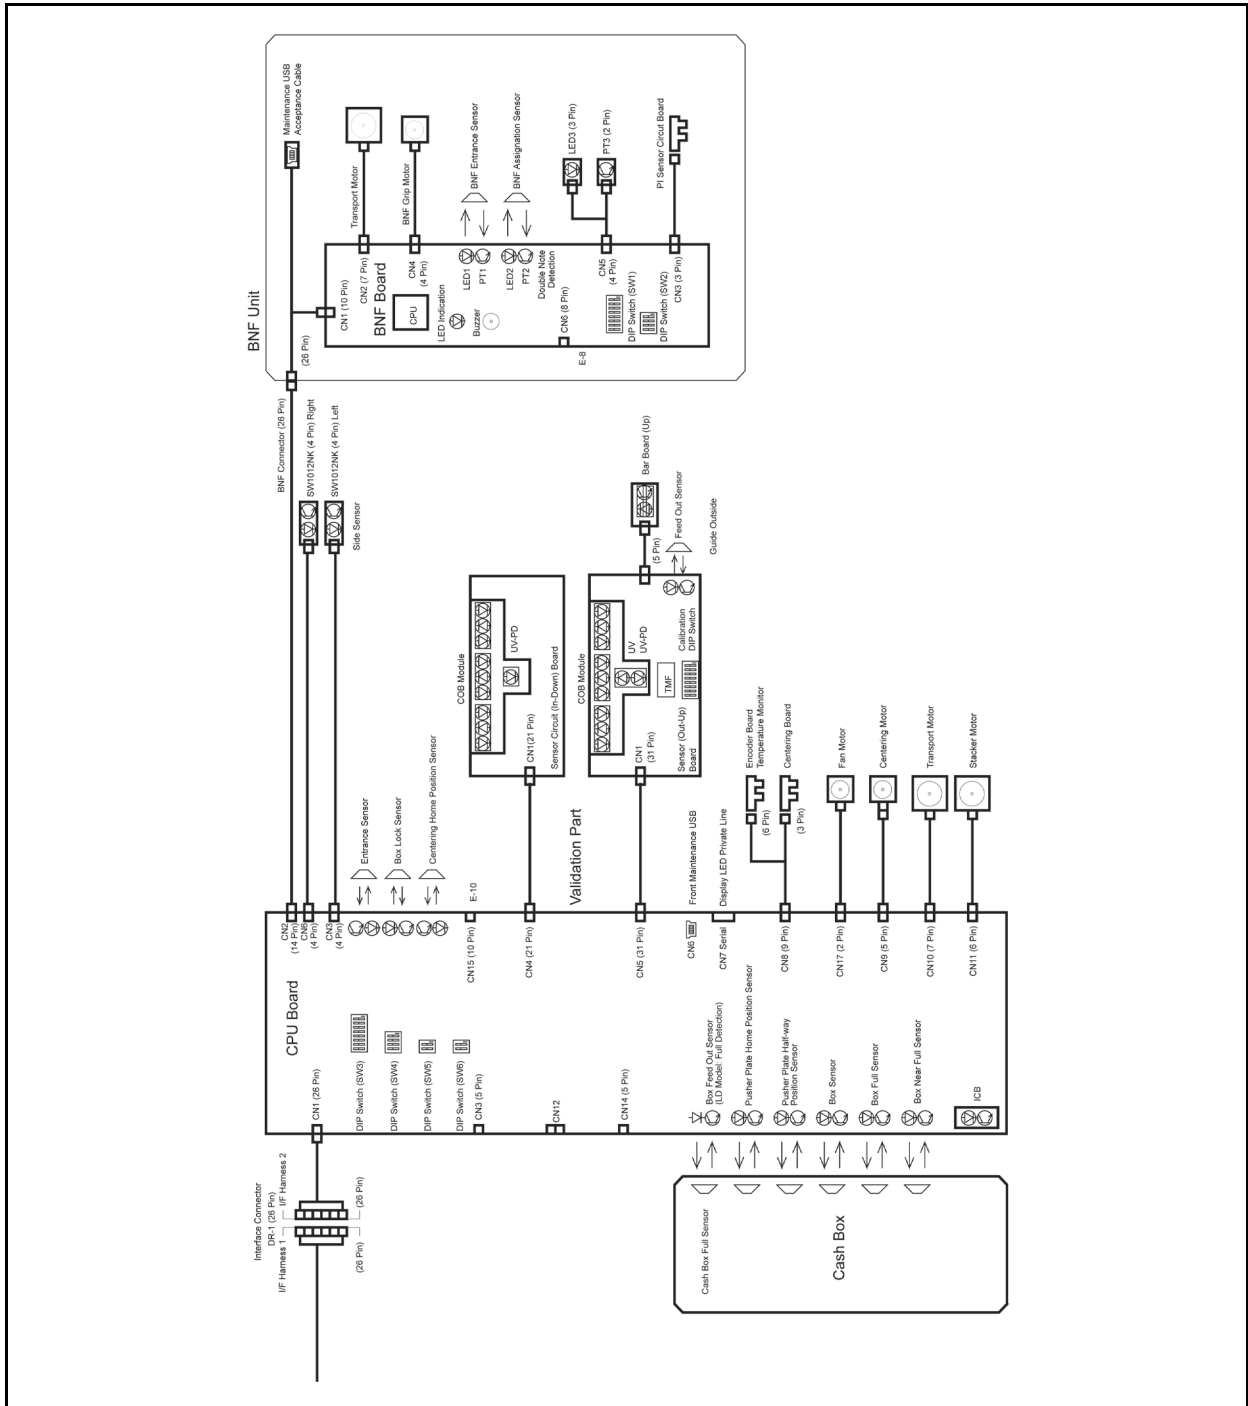 BNF Unit
Maintenance USB
Acceptance Cable
(26 Pin)
CN1 (10 Pin)
BNF Board
CPU
LED Indication
Buzzer
CN2 (7 Pin)
Transport Motor
CN4
(4 Pin)
BNF Grip Motor
LED1
PT1
BNF Entrance Sensor
LED2
PT2
BNF Assignation Sensor
Double Note
Detection
CN6 (8 Pin)
E-8
CN5
(4 Pin)
LED3 (3 Pin)
PT3 (2 Pin)
DIP Switch (SW1)
DIP Switch (SW2)
CN3 (3 Pin)
PI Sensor Circut Board
BNF Connector (26 Pin)
SW1012NK (4 Pin) Right
SW1012NK (4 Pin) Left
Side Sensor
COB Module
UV-PD
CN1(21 Pin)
Sensor Circuit (In-Down) Board
COB Module
UV
UV-PD
TMF
Calibration
DIP Switch
CN1
(31 Pin)
Sensor (Out-Up)
Board
(5 Pin)
Bar Board (Up)
Feed Out Sensor
Guide Outside
Validation Part
Entrance Sensor
Box Lock Sensor
Centering Home Position Sensor
E-10
Front Maintenance USB
Display LED Private Line
Encoder Board
Temperature Monitor
(6 Pin)
Centering Board
(3 Pin)
Fan Motor
Centering Motor
Transport Motor
Stacker Motor
CPU Board
CN2
(14 Pin)
CN6
(4 Pin)
CN3
(4 Pin)
CN15 (10 Pin)
CN4 (21 Pin)
CN5 (31 Pin)
CN6
CN7 Serial
CN8 (9 Pin)
CN17 (2 Pin)
CN9 (5 Pin)
CN10 (7 Pin)
CN11 (6 Pin)
CN1 (26 Pin)
DIP Switch (SW3)
DIP Switch (SW4)
DIP Switch (SW5)
DIP Switch (SW6)
CN3 (5 Pin)
CN12
CN14 (5 Pin)
Box Feed Out Sensor
(LD Model: Full Detection)
Pusher Plate Home Position Sensor
Pusher Plate Half-way
Position Sensor
Box Sensor
Box Full Sensor
Box Near Full Sensor
ICB
Interface Connector
DR-1 (26 Pin)
I/F Harness 1
I/F Harness 2
(26 Pin)
(26 Pin)
Cash Box Full Sensor
Cash Box